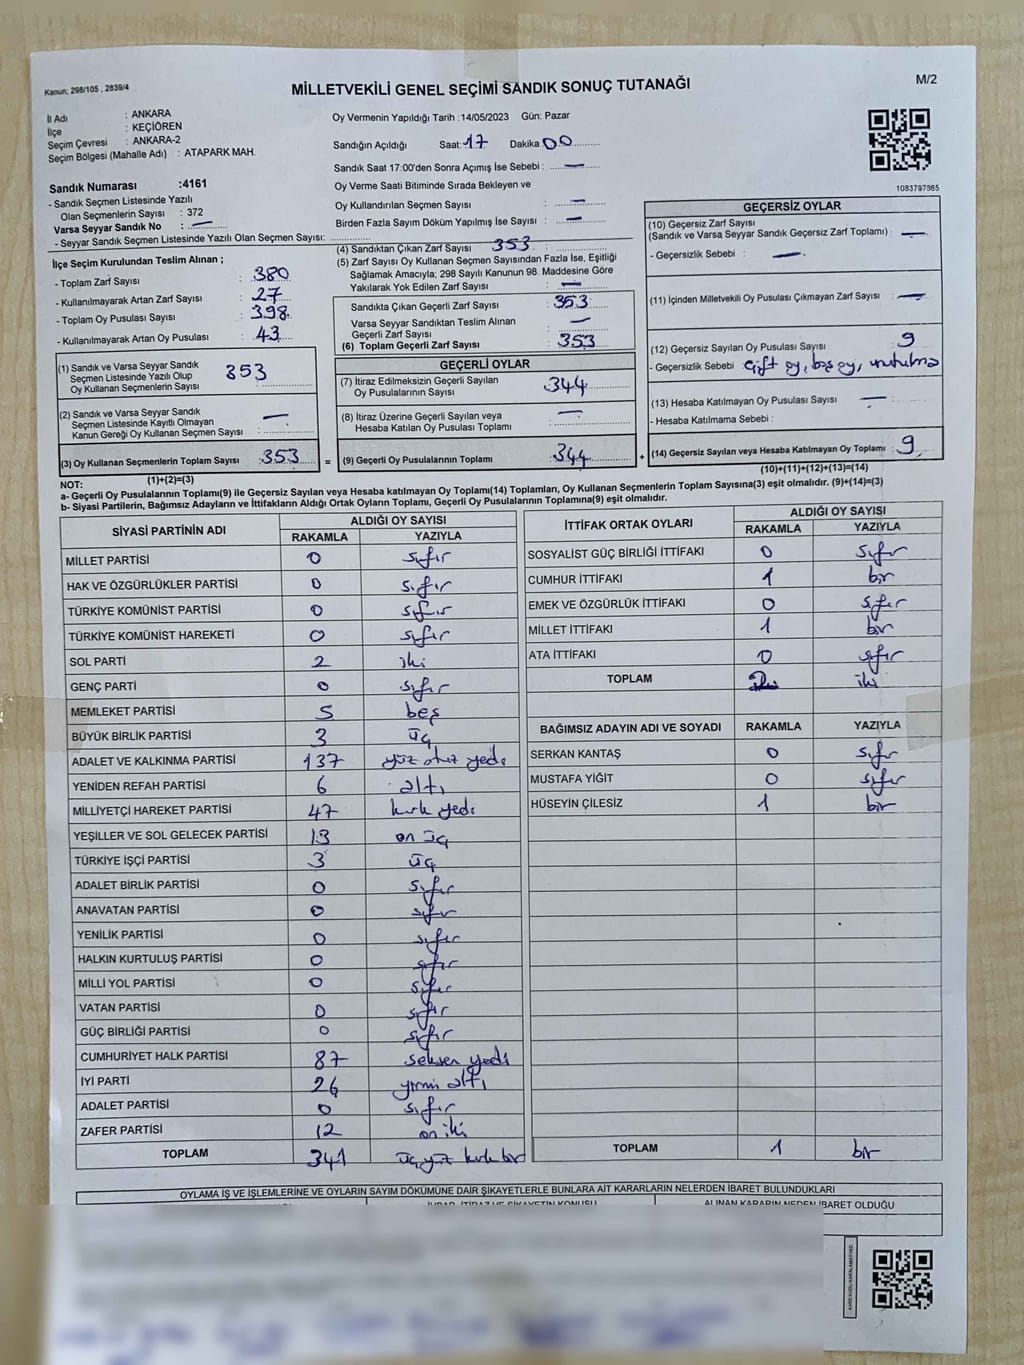 Kanun; 298/105 , 2839/4
MİLLETVEKİLİ GENEL SEÇİMİ SANDIK SONUÇ TUTANAĞI
M/2
İl Adı : ANKARA
İlçe : KEÇİÖREN
Seçim Çevresi : ANKARA-2
Seçim Bölgesi (Mahalle Adı) : ATAPARK MAH.
Oy Vermenin Yapıldığı Tarih : 14/05/2023 Gün: Pazar
Sandığın Açıldığı Saat: 17 Dakika 00
Sandık Saat 17:00'den Sonra Açımış İse Sebebi : —
Oy Verme Saati Bitiminde Sırada Bekleyen ve
Oy Kullandırılan Seçmen Sayısı : —
Birden Fazla Sayım Döküm Yapılmış İse Sayısı : —
1083797865
Sandık Numarası :4161
- Sandık Seçmen Listesinde Yazılı
Olan Seçmenlerin Sayısı : 372
Varsa Seyyar Sandık No : —
- Seyyar Sandık Seçmen Listesinde Yazılı Olan Seçmen Sayısı:
İlçe Seçim Kurulundan Teslim Alınan ;
- Toplam Zarf Sayısı : 380
- Kullanılmayarak Artan Zarf Sayısı : 27
- Toplam Oy Pusulası Sayısı : 398
- Kullanılmayarak Artan Oy Pusulası : 43
(1) Sandık ve Varsa Seyyar Sandık
Seçmen Listesinde Yazılı Olup
Oy Kullanan Seçmenlerin Sayısı : 353
(2) Sandık ve Varsa Seyyar Sandık
Seçmen Listesinde Kayıtlı Olmayan
Kanun Gereği Oy Kullanan Seçmen Sayısı : —
(3) Oy Kullanan Seçmenlerin Toplam Sayısı : 353
(1)+(2)=(3)
(4) Sandıktan Çıkan Zarf Sayısı 353
(5) Zarf Sayısı Oy Kullanan Seçmen Sayısından Fazla İse, Eşitliği
Sağlamak Amacıyla; 298 Sayılı Kanunun 98. Maddesine Göre
Yakılarak Yok Edilen Zarf Sayısı : —
Sandıkta Çıkan Geçerli Zarf Sayısı : 353
Varsa Seyyar Sandıktan Teslim Alınan
Geçerli Zarf Sayısı : —
(6) Toplam Geçerli Zarf Sayısı : 353
GEÇERLİ OYLAR
(7) İtiraz Edilmeksizin Geçerli Sayılan
Oy Pusulalarının Sayısı : 344
(8) İtiraz Üzerine Geçerli Sayılan veya
Hesaba Katılan Oy Pusulası Toplamı : —
= (9) Geçerli Oy Pusulalarının Toplamı : 344
GEÇERSİZ OYLAR
(10) Geçersiz Zarf Sayısı
(Sandık ve Varsa Seyyar Sandık Geçersiz Zarf Toplamı) : —
- Geçersizlik Sebebi : —
(11) İçinden Milletvekili Oy Pusulası Çıkmayan Zarf Sayısı : —
(12) Geçersiz Sayılan Oy Pusulası Sayısı : 9
- Geçersizlik Sebebi : çift oy, boş oy, unutulma
(13) Hesaba Katılmayan Oy Pusulası Sayısı : —
- Hesaba Katılmama Sebebi :
+ (14) Geçersiz Sayılan veya Hesaba Katılmayan Oy Toplamı : 9
(10)+(11)+(12)+(13)=(14)
NOT:
a- Geçerli Oy Pusulalarının Toplamı(9) ile Geçersiz Sayılan veya Hesaba katılmayan Oy Toplamı(14) Toplamları, Oy Kullanan Seçmenlerin Toplam Sayısına(3) eşit olmalıdır. (9)+(14)=(3)
b- Siyasi Partilerin, Bağımsız Adayların ve İttifakların Aldığı Ortak Oyların Toplamı, Geçerli Oy Pusulalarının Toplamına(9) eşit olmalıdır.
SİYASİ PARTİNİN ADI ALDIĞI OY SAYISI
RAKAMLA YAZIYLA
MİLLET PARTİSİ 0 sıfır
HAK VE ÖZGÜRLÜKLER PARTİSİ 0 sıfır
TÜRKİYE KOMÜNİST PARTİSİ 0 sıfır
TÜRKİYE KOMÜNİST HAREKETİ 0 sıfır
SOL PARTİ 2 iki
GENÇ PARTİ 0 sıfır
MEMLEKET PARTİSİ 5 beş
BÜYÜK BİRLİK PARTİSİ 3 üç
ADALET VE KALKINMA PARTİSİ 137 yüz otuz yedi
YENİDEN REFAH PARTİSİ 6 altı
MİLLİYETÇİ HAREKET PARTİSİ 47 kırk yedi
YEŞİLLER VE SOL GELECEK PARTİSİ 13 on üç
TÜRKİYE İŞÇİ PARTİSİ 3 üç
ADALET BİRLİK PARTİSİ 0 sıfır
ANAVATAN PARTİSİ 0 sıfır
YENİLİK PARTİSİ 0 sıfır
HALKIN KURTULUŞ PARTİSİ 0 sıfır
MİLLİ YOL PARTİSİ 0 sıfır
VATAN PARTİSİ 0 sıfır
GÜÇ BİRLİĞİ PARTİSİ 0 sıfır
CUMHURİYET HALK PARTİSİ 87 seksen yedi
İYİ PARTİ 26 yirmi altı
ADALET PARTİSİ 0 sıfır
ZAFER PARTİSİ 12 on iki
TOPLAM 341 üç yüz kırk bir
İTTİFAK ORTAK OYLARI ALDIĞI OY SAYISI
RAKAMLA YAZIYLA
SOSYALİST GÜÇ BİRLİĞİ İTTİFAKI 0 sıfır
CUMHUR İTTİFAKI 1 bir
EMEK VE ÖZGÜRLÜK İTTİFAKI 0 sıfır
MİLLET İTTİFAKI 1 bir
ATA İTTİFAKI 0 sıfır
TOPLAM iki
BAĞIMSIZ ADAYIN ADI VE SOYADI RAKAMLA YAZIYLA
SERKAN KANTAŞ 0 sıfır
MUSTAFA YİĞİT 0 sıfır
HÜSEYİN ÇİLESİZ 1 bir
TOPLAM 1 bir
OYLAMA İŞ VE İŞLEMLERİNE VE OYLARIN SAYIM DÖKÜMÜNE DAİR ŞİKAYETLERLE BUNLARA AİT KARARLARIN NELERDEN İBARET BULUNDUKLARI
İTİRAZ VE ŞİKAYETİN KONUSU ALINAN KARARIN NEDEN İBARET OLDUĞU